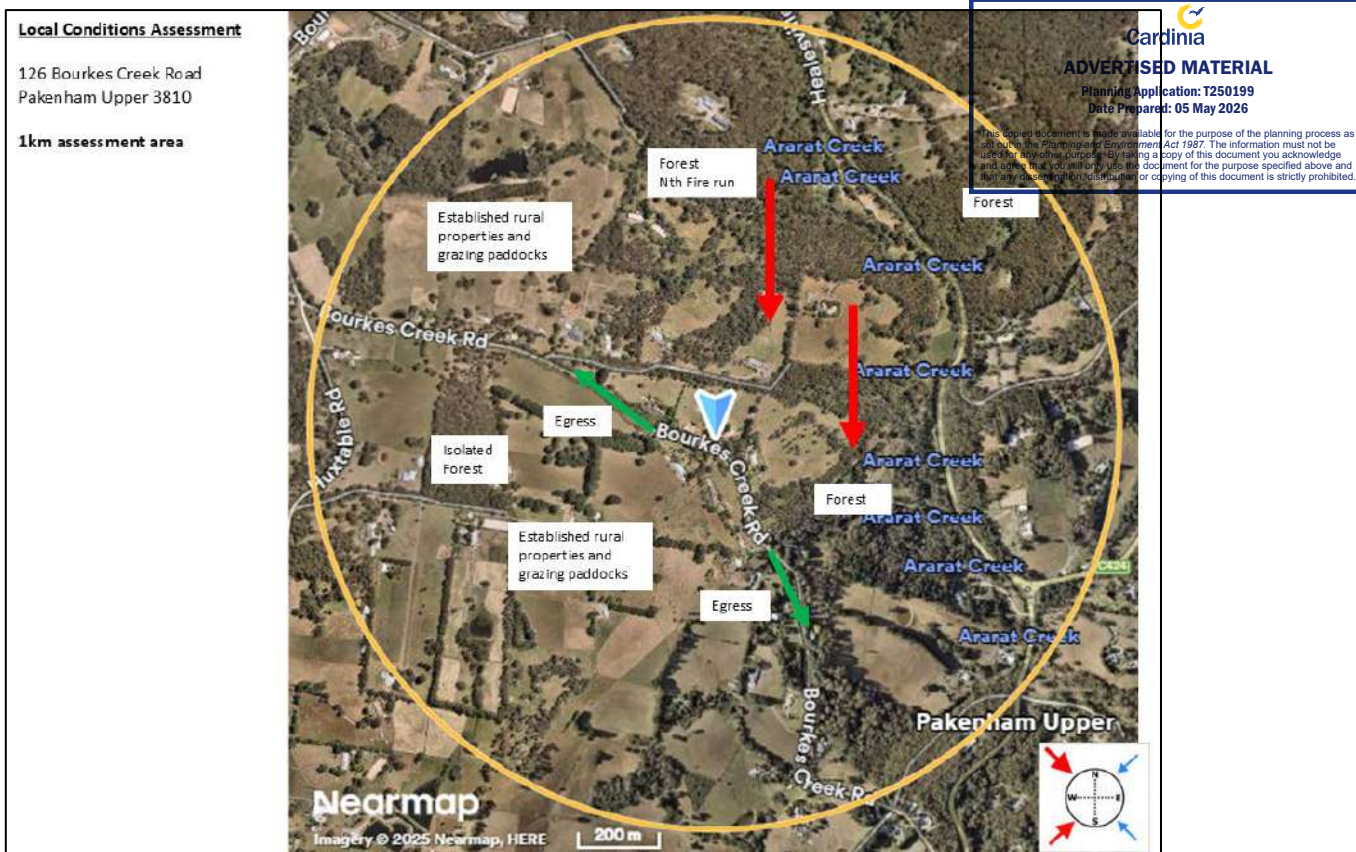 Local Conditions Assessment
126 Bourkes Creek Road
Pakenham Upper 3810
1km assessment area
Cardinia
ADVERTISED MATERIAL
Planning Application: T250199
Date Prepared: 05 May 2026
This copied document is made available for the purpose of the planning process as
set out in the Planning and Environment Act 1987. The information must not be
used for any other purpose. By taking a copy of this document you acknowledge
and agree that you will only use the document for the purpose specified above and
that any dissemination, distribution or copying of this document is strictly prohibited.
Ararat Creek
Forest
Nth Fire run
Ararat Creek
Forest
Established rural
properties and
grazing paddocks
Ararat Creek
Bourkes Creek Rd
Ararat Creek
Huxtable Rd
Egress
Bourkes Creek Rd
Isolated
Forest
Ararat Creek
Forest
Ararat Creek
Established rural
properties and
grazing paddocks
Ararat Creek
C424
Egress
Ararat Creek
Bourkes Creek Rd
Pakenham Upper
N
W E
S
Nearmap
Imagery © 2025 Nearmap, HERE
200 m